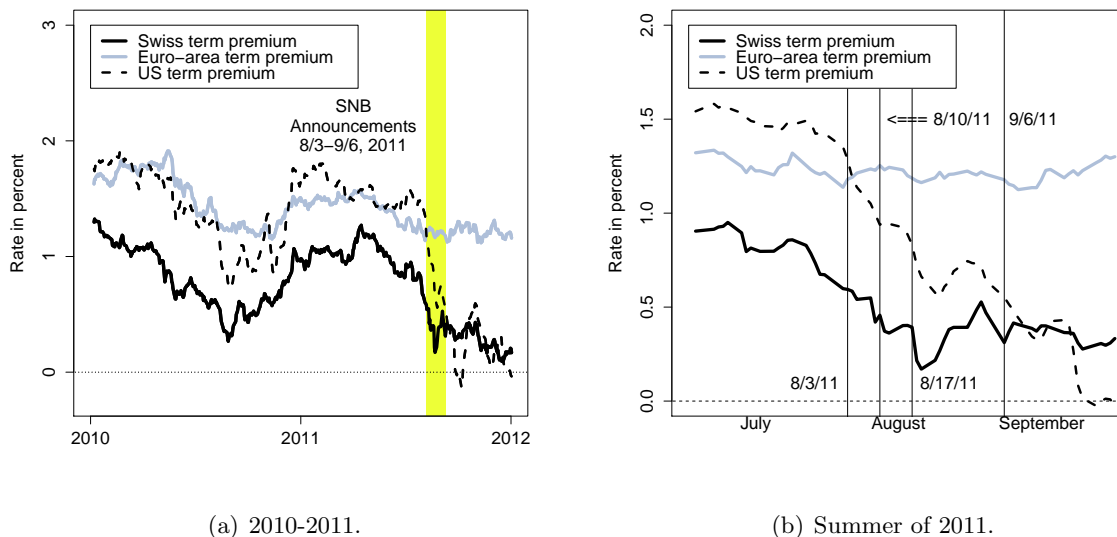 Swiss term premium
Euro−area term premium
US term premium
SNB
Announcements
8/3−9/6, 2011
Rate in percent
3
2
1
0
2010
2011
2012
(a) 2010-2011.
Swiss term premium
Euro−area term premium
US term premium
<=== 8/10/11
9/6/11
8/3/11
8/17/11
Rate in percent
2.0
1.5
1.0
0.5
0.0
July
August
September
(b) Summer of 2011.